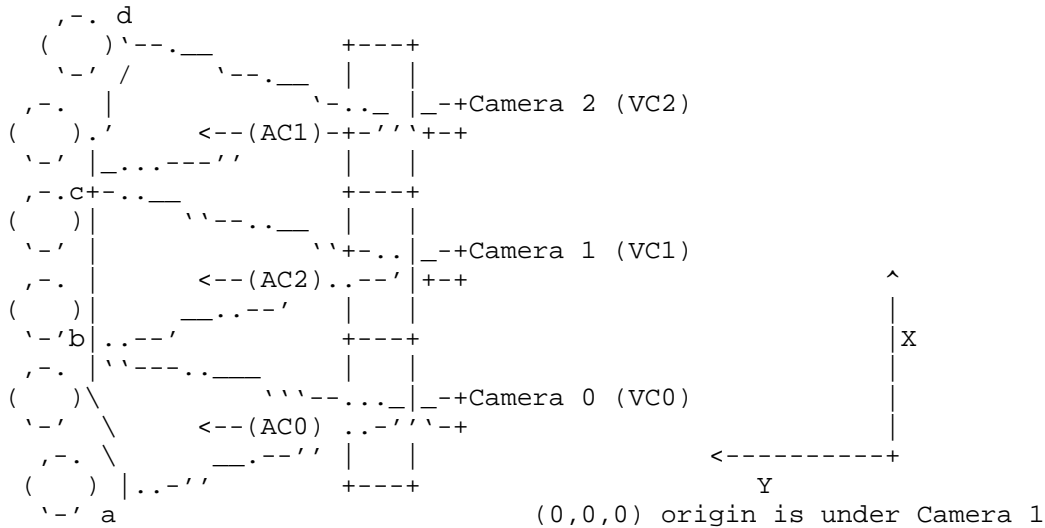 d
Camera 2 (VC2)
(AC1)
c
Camera 1 (VC1)
(AC2)
b
X
Camera 0 (VC0)
(AC0)
Y
a
(0,0,0) origin is under Camera 1